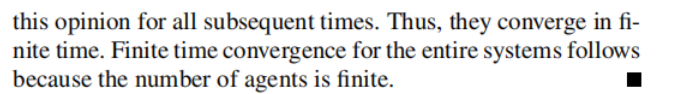 this opinion for all subsequent times. Thus, they converge in fi-
nite time. Finite time convergence for the entire systems follows
because the number of agents is finite. ■